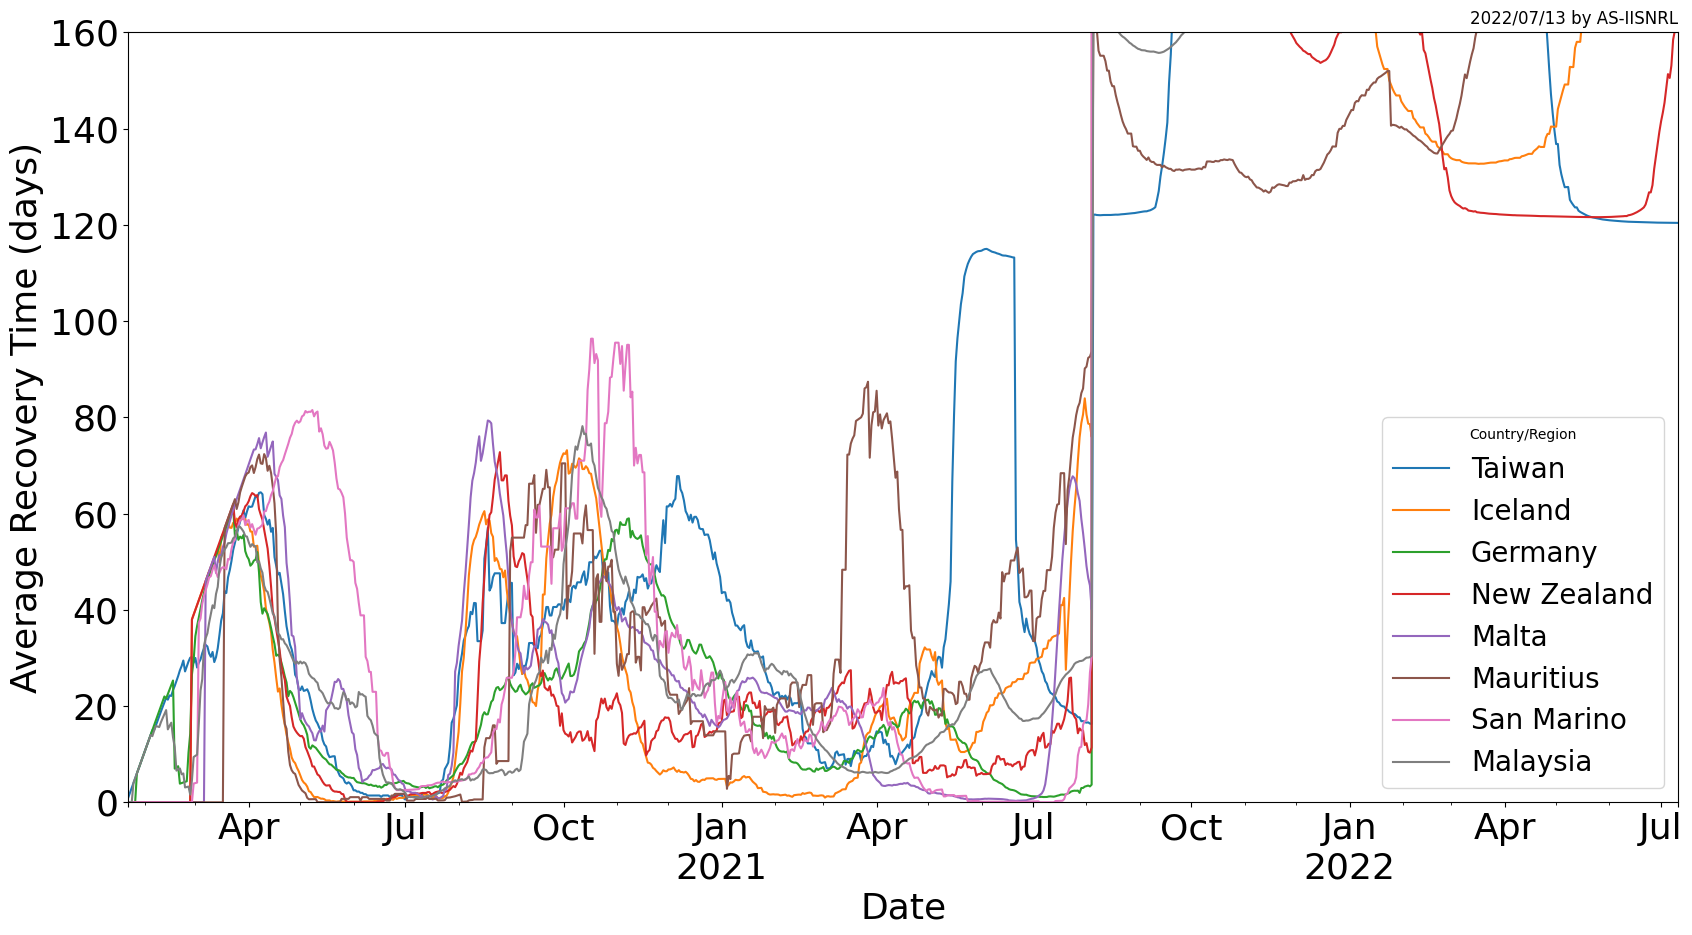 2022/07/13 by AS-IISNRL
160
140
120
100
80
60
40
20
0
Average Recovery Time (days)
Country/Region
Taiwan
Iceland
Germany
New Zealand
Malta
Mauritius
San Marino
Malaysia
Apr Jul Oct Jan Apr Jul Oct Jan Apr Jul
2021 2022
Date